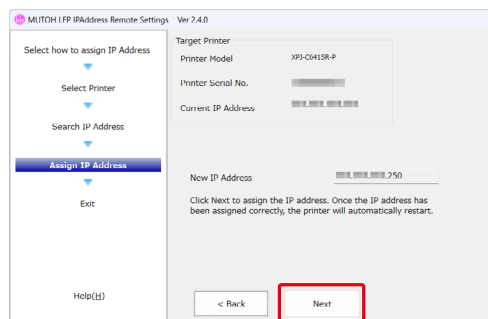 MUTOH LFP IPAddress Remote Settings Ver 2.4.0
Select how to assign IP Address
Select Printer
Search IP Address
Assign IP Address
Exit
Help(H)
Target Printer
Printer Model XPJ-C641SR-P
Printer Serial No.
Current IP Address
New IP Address .250
Click Next to assign the IP address. Once the IP address has
been assigned correctly, the printer will automatically restart.
< Back Next